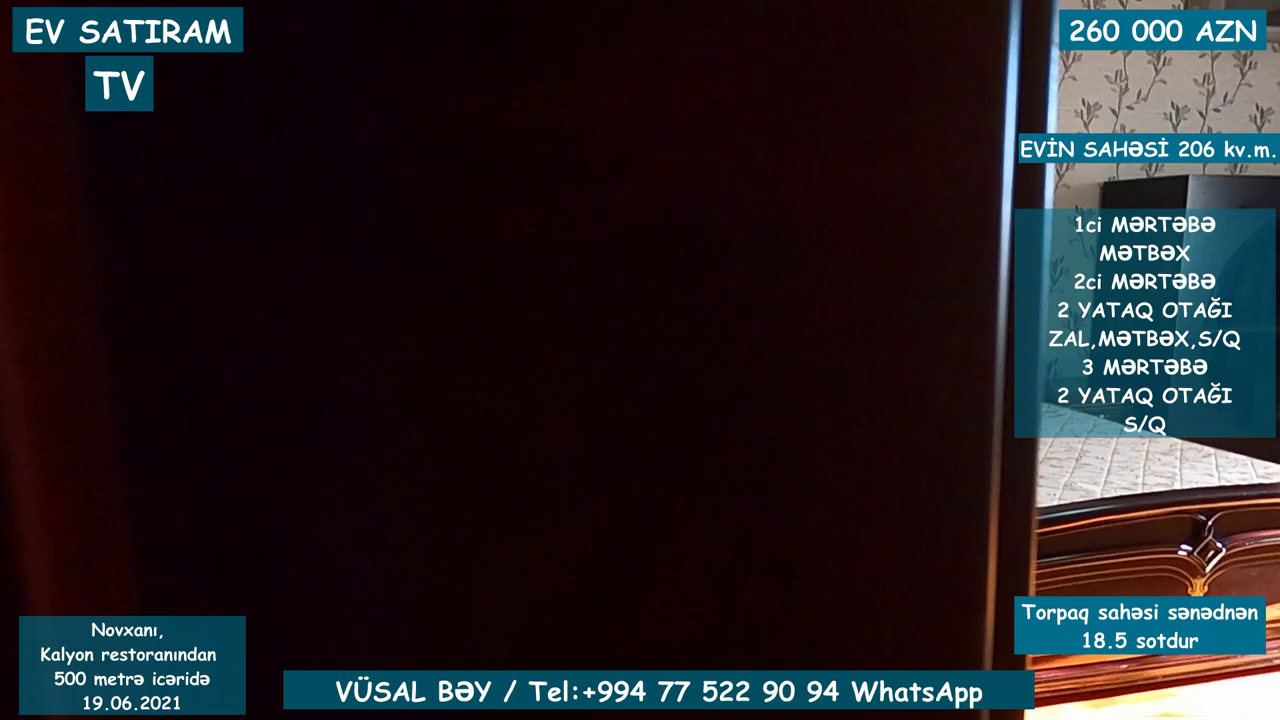 EV SATIRAM
TV
260 000 AZN
EVİN SAHƏSİ 206 kv.m.
1ci MƏRTƏBƏ
MƏTBƏX
2ci MƏRTƏBƏ
2 YATAQ OTAĞI
ZAL,MƏTBƏX,S/Q
3 MƏRTƏBƏ
2 YATAQ OTAĞI
S/Q
Torpaq sahəsi sənədnən
18.5 sotdur
Novxanı,
Kalyon restoranından
500 metrə icəridə
19.06.2021
VÜSAL BƏY / Tel:+994 77 522 90 94 WhatsApp